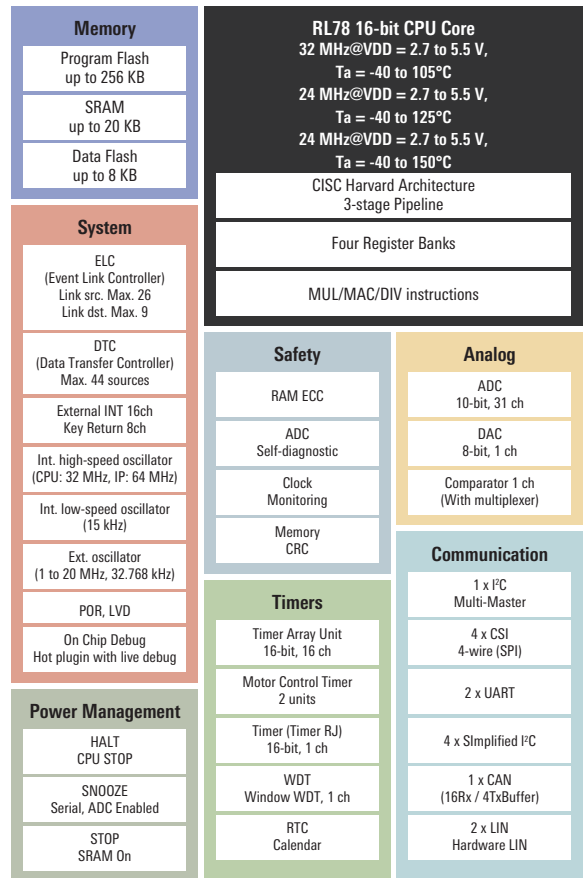 Memory
Program Flash
up to 256 KB
SRAM
up to 20 KB
Data Flash
up to 8 KB
RL78 16-bit CPU Core
32 MHz@VDD = 2.7 to 5.5 V,
Ta = -40 to 105°C
24 MHz@VDD = 2.7 to 5.5 V,
Ta = -40 to 125°C
24 MHz@VDD = 2.7 to 5.5 V,
Ta = -40 to 150°C
CISC Harvard Architecture
3-stage Pipeline
Four Register Banks
MUL/MAC/DIV instructions
System
ELC
(Event Link Controller)
Link src. Max. 26
Link dst. Max. 9
DTC
(Data Transfer Controller)
Max. 44 sources
External INT 16ch
Key Return 8ch
Int. high-speed oscillator
(CPU: 32 MHz, IP: 64 MHz)
Int. low-speed oscillator
(15 kHz)
Ext. oscillator
(1 to 20 MHz, 32.768 kHz)
POR, LVD
On Chip Debug
Hot plugin with live debug
Safety
RAM ECC
ADC
Self-diagnostic
Clock
Monitoring
Memory
CRC
Analog
ADC
10-bit, 31 ch
DAC
8-bit, 1 ch
Comparator 1 ch
(With multiplexer)
Power Management
HALT
CPU STOP
SNOOZE
Serial, ADC Enabled
STOP
SRAM On
Timers
Timer Array Unit
16-bit, 16 ch
Motor Control Timer
2 units
Timer (Timer RJ)
16-bit, 1 ch
WDT
Window WDT, 1 ch
RTC
Calendar
Communication
1 x I²C
Multi-Master
4 x CSI
4-wire (SPI)
2 x UART
4 x SImplified I²C
1 x CAN
(16Rx / 4TxBuffer)
2 x LIN
Hardware LIN